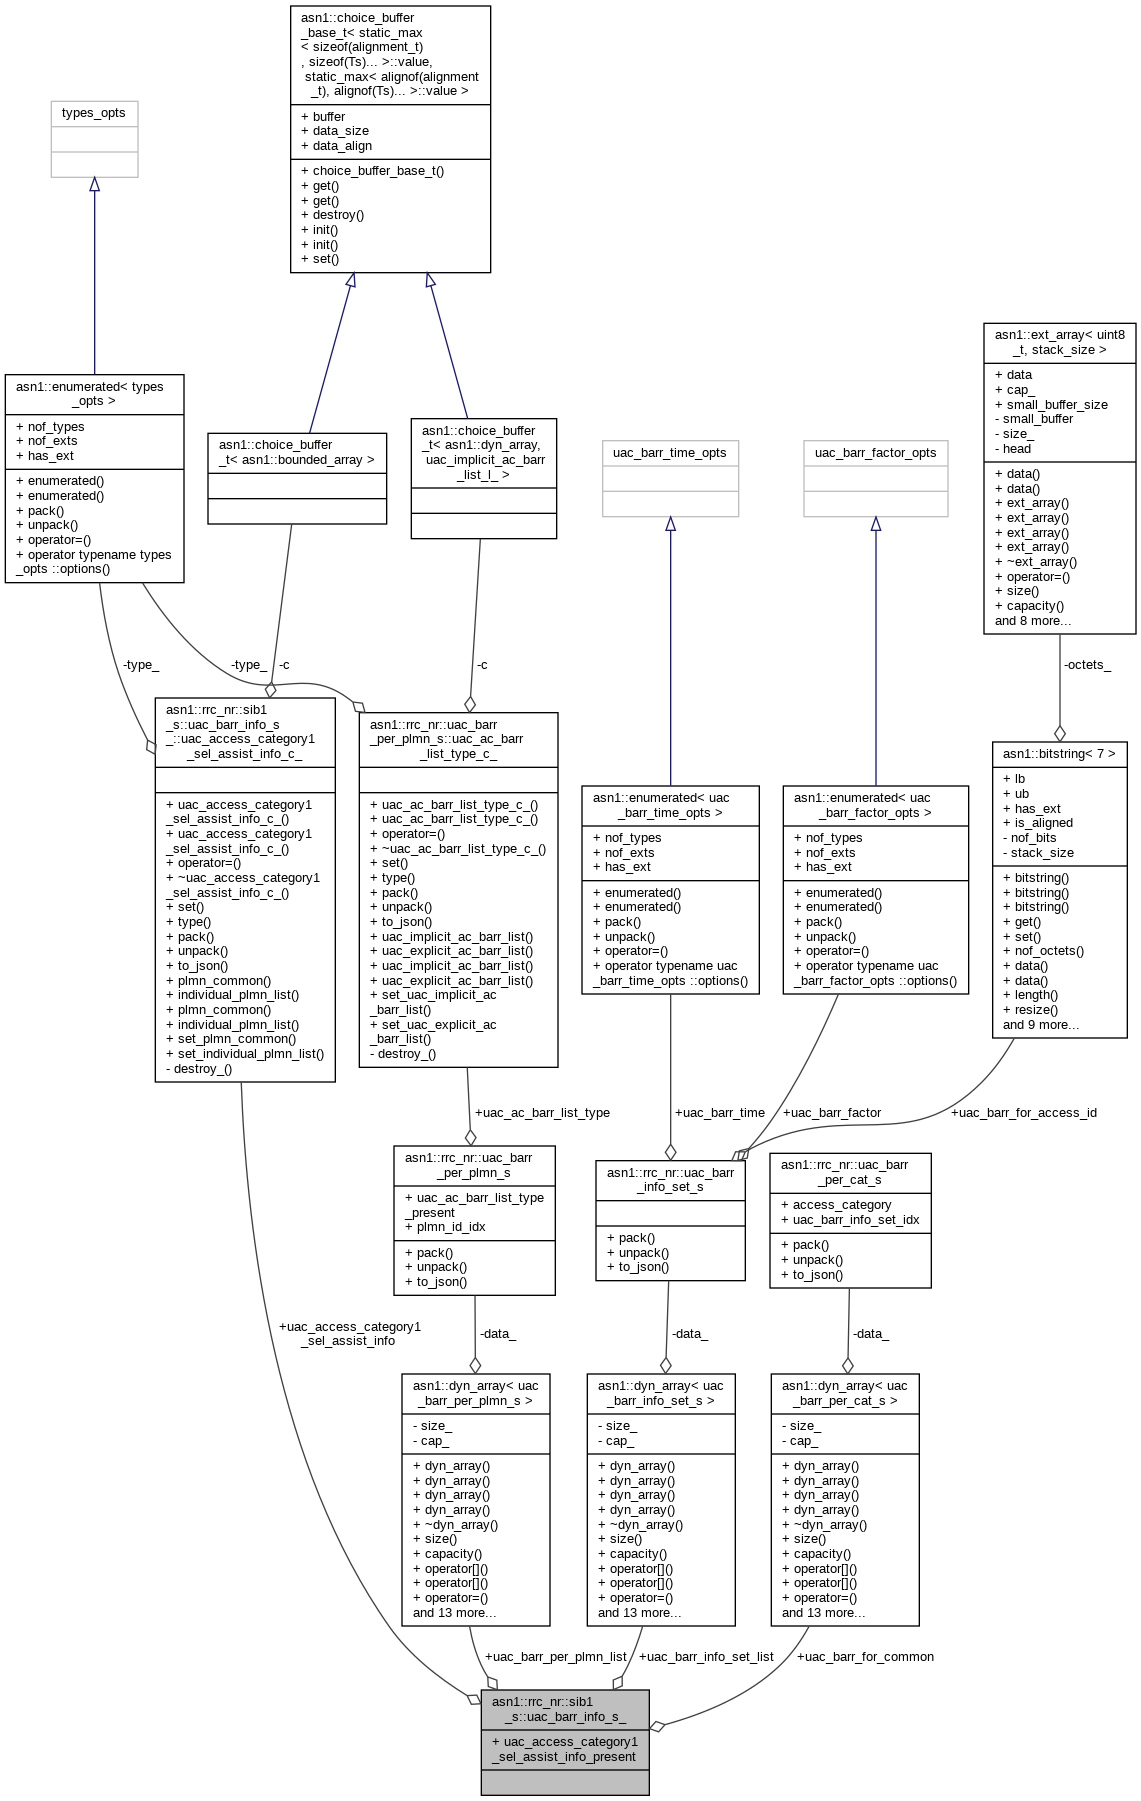 asn1::choice_buffer
_base_t< static_max
< sizeof(alignment_t)
, sizeof(Ts)... >::value,
static_max< alignof(alignment
_t), alignof(Ts)... >::value >
+ buffer
+ data_size
+ data_align
+ choice_buffer_base_t()
+ get()
+ get()
+ destroy()
+ init()
+ init()
+ set()
types_opts
asn1::enumerated< types
_opts >
+ nof_types
+ nof_exts
+ has_ext
+ enumerated()
+ enumerated()
+ pack()
+ unpack()
+ operator=()
+ operator typename types
_opts ::options()
asn1::choice_buffer
_t< asn1::bounded_array >
asn1::choice_buffer
_t< asn1::dyn_array,
uac_implicit_ac_barr
_list_l_ >
uac_barr_time_opts
uac_barr_factor_opts
asn1::ext_array< uint8
_t, stack_size >
+ data
+ cap_
+ small_buffer_size
- small_buffer
- size_
- head
+ data()
+ data()
+ ext_array()
+ ext_array()
+ ext_array()
+ ext_array()
+ ~ext_array()
+ operator=()
+ size()
+ capacity()
and 8 more...
-type_
-type_
-c
-c
-octets_
asn1::rrc_nr::sib1
_s::uac_barr_info_s
_::uac_access_category1
_sel_assist_info_c_
+ uac_access_category1
_sel_assist_info_c_()
+ uac_access_category1
_sel_assist_info_c_()
+ operator=()
+ ~uac_access_category1
_sel_assist_info_c_()
+ set()
+ type()
+ pack()
+ unpack()
+ to_json()
+ plmn_common()
+ individual_plmn_list()
+ plmn_common()
+ individual_plmn_list()
+ set_plmn_common()
+ set_individual_plmn_list()
- destroy_()
asn1::rrc_nr::uac_barr
_per_plmn_s::uac_ac_barr
_list_type_c_
+ uac_ac_barr_list_type_c_()
+ uac_ac_barr_list_type_c_()
+ operator=()
+ ~uac_ac_barr_list_type_c_()
+ set()
+ type()
+ pack()
+ unpack()
+ to_json()
+ uac_implicit_ac_barr_list()
+ uac_explicit_ac_barr_list()
+ uac_implicit_ac_barr_list()
+ uac_explicit_ac_barr_list()
+ set_uac_implicit_ac
_barr_list()
+ set_uac_explicit_ac
_barr_list()
- destroy_()
asn1::enumerated< uac
_barr_time_opts >
+ nof_types
+ nof_exts
+ has_ext
+ enumerated()
+ enumerated()
+ pack()
+ unpack()
+ operator=()
+ operator typename uac
_barr_time_opts ::options()
asn1::enumerated< uac
_barr_factor_opts >
+ nof_types
+ nof_exts
+ has_ext
+ enumerated()
+ enumerated()
+ pack()
+ unpack()
+ operator=()
+ operator typename uac
_barr_factor_opts ::options()
asn1::bitstring< 7 >
+ lb
+ ub
+ has_ext
+ is_aligned
- nof_bits
- stack_size
+ bitstring()
+ bitstring()
+ bitstring()
+ get()
+ set()
+ nof_octets()
+ data()
+ data()
+ length()
+ resize()
and 9 more...
+uac_ac_barr_list_type
+uac_barr_time
+uac_barr_factor
+uac_barr_for_access_id
asn1::rrc_nr::uac_barr
_per_plmn_s
+ uac_ac_barr_list_type
_present
+ plmn_id_idx
+ pack()
+ unpack()
+ to_json()
asn1::rrc_nr::uac_barr
_info_set_s
+ pack()
+ unpack()
+ to_json()
asn1::rrc_nr::uac_barr
_per_cat_s
+ access_category
+ uac_barr_info_set_idx
+ pack()
+ unpack()
+ to_json()
+uac_access_category1
_sel_assist_info
-data_
-data_
-data_
asn1::dyn_array< uac
_barr_per_plmn_s >
- size_
- cap_
+ dyn_array()
+ dyn_array()
+ dyn_array()
+ dyn_array()
+ ~dyn_array()
+ size()
+ capacity()
+ operator[]()
+ operator[]()
+ operator=()
and 13 more...
asn1::dyn_array< uac
_barr_info_set_s >
- size_
- cap_
+ dyn_array()
+ dyn_array()
+ dyn_array()
+ dyn_array()
+ ~dyn_array()
+ size()
+ capacity()
+ operator[]()
+ operator[]()
+ operator=()
and 13 more...
asn1::dyn_array< uac
_barr_per_cat_s >
- size_
- cap_
+ dyn_array()
+ dyn_array()
+ dyn_array()
+ dyn_array()
+ ~dyn_array()
+ size()
+ capacity()
+ operator[]()
+ operator[]()
+ operator=()
and 13 more...
+uac_barr_per_plmn_list
+uac_barr_info_set_list
+uac_barr_for_common
asn1::rrc_nr::sib1
_s::uac_barr_info_s_
+ uac_access_category1
_sel_assist_info_present